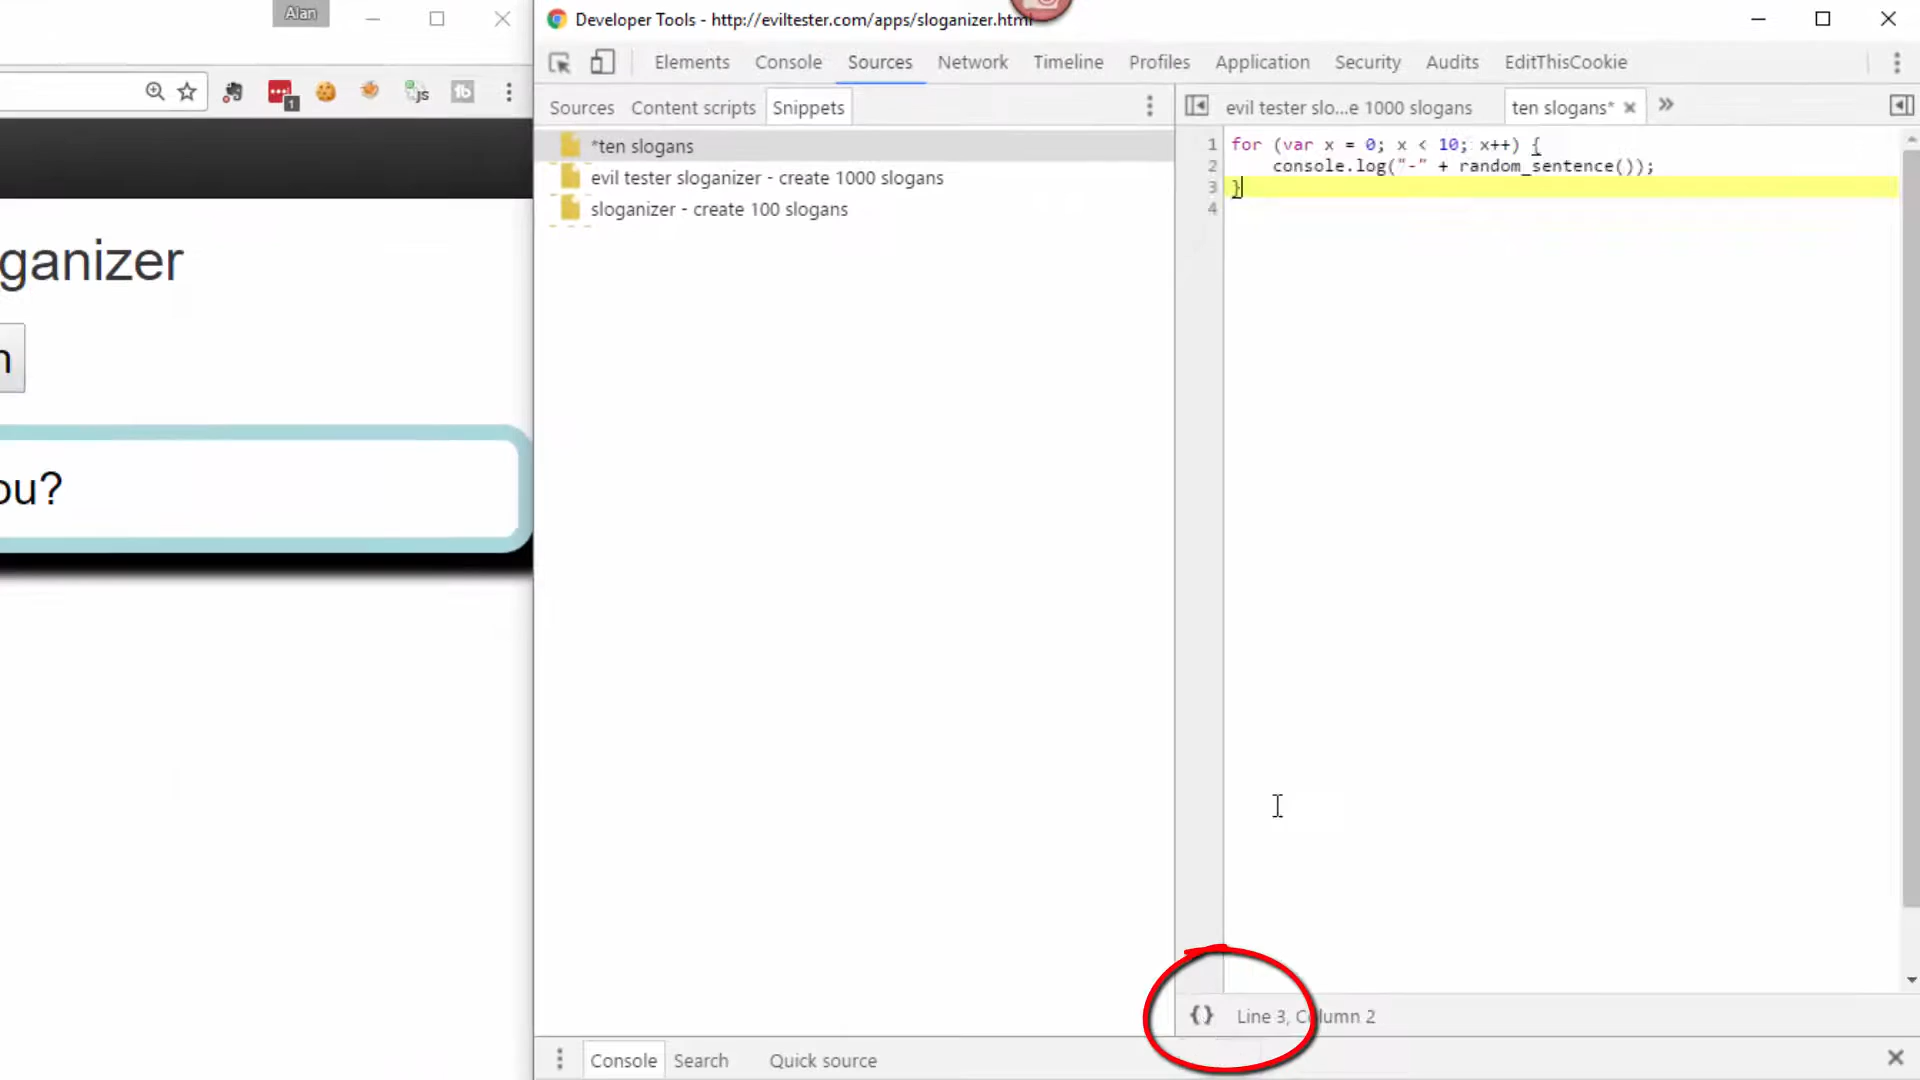 Alan
Developer Tools - http://eviltester.com/apps/sloganizer.html
Elements Console Sources Network Timeline Profiles Application Security Audits EditThisCookie
1
js
Sources Content scripts Snippets
evil tester slo...e 1000 slogans
ten slogans*
*ten slogans
evil tester sloganizer - create 1000 slogans
sloganizer - create 100 slogans
1 for (var x = 0; x < 10; x++) {
2 console.log("-" + random_sentence());
3 }
4
ganizer
n
ou?
{} Line 3, Column 2
Console Search Quick source